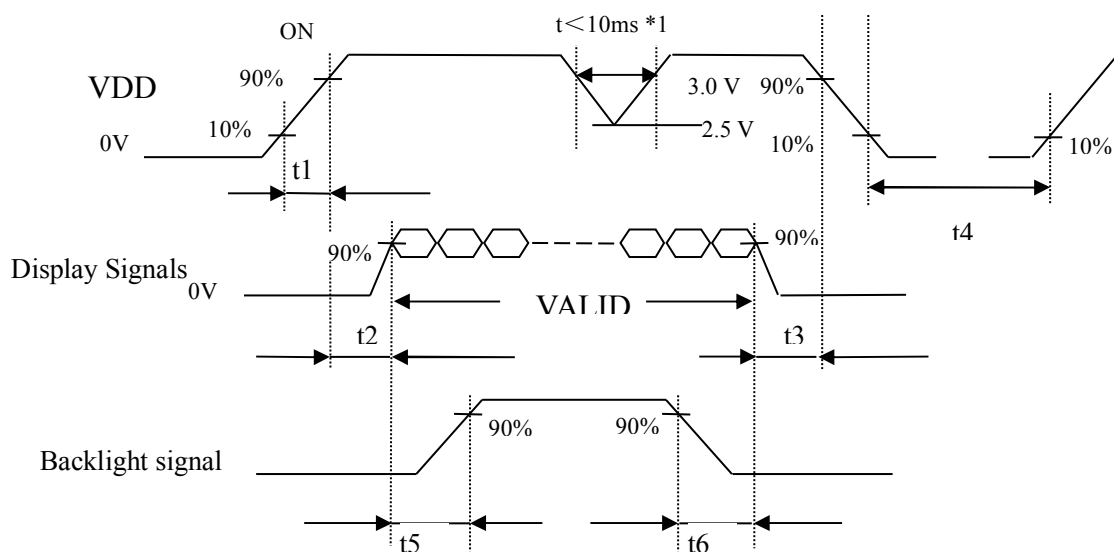 ON
t＜10ms *1
VDD
90%
3.0 V
90%
0V
10%
2.5 V
10%
10%
t1
t4
Display Signals
0V
90%
90%
VALID
t2
t3
90%
90%
Backlight signal
t5
t6